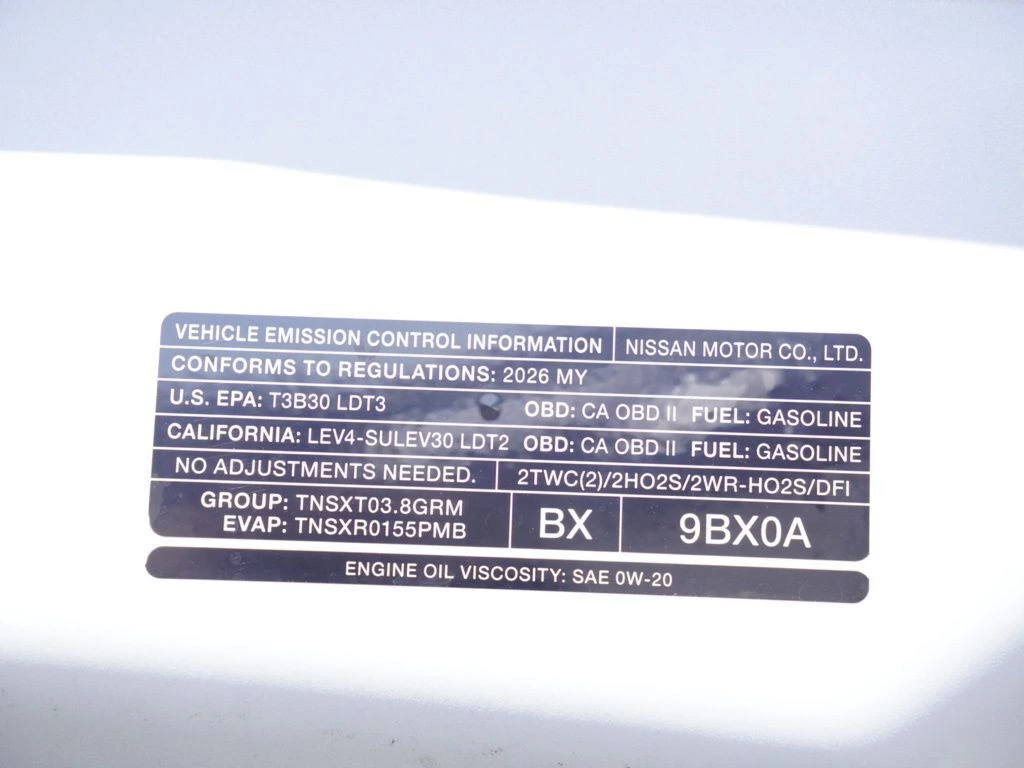 VEHICLE EMISSION CONTROL INFORMATION NISSAN MOTOR CO., LTD.
CONFORMS TO REGULATIONS: 2026 MY
U.S. EPA: T3B30 LDT3 OBD: CA OBD II FUEL: GASOLINE
CALIFORNIA: LEV4-SULEV30 LDT2 OBD: CA OBD II FUEL: GASOLINE
NO ADJUSTMENTS NEEDED. 2TWC(2)/2HO2S/2WR-HO2S/DFI
GROUP: TNSXT03.8GRM
EVAP: TNSXR0155PMB
BX
9BX0A
ENGINE OIL VISCOSITY: SAE 0W-20